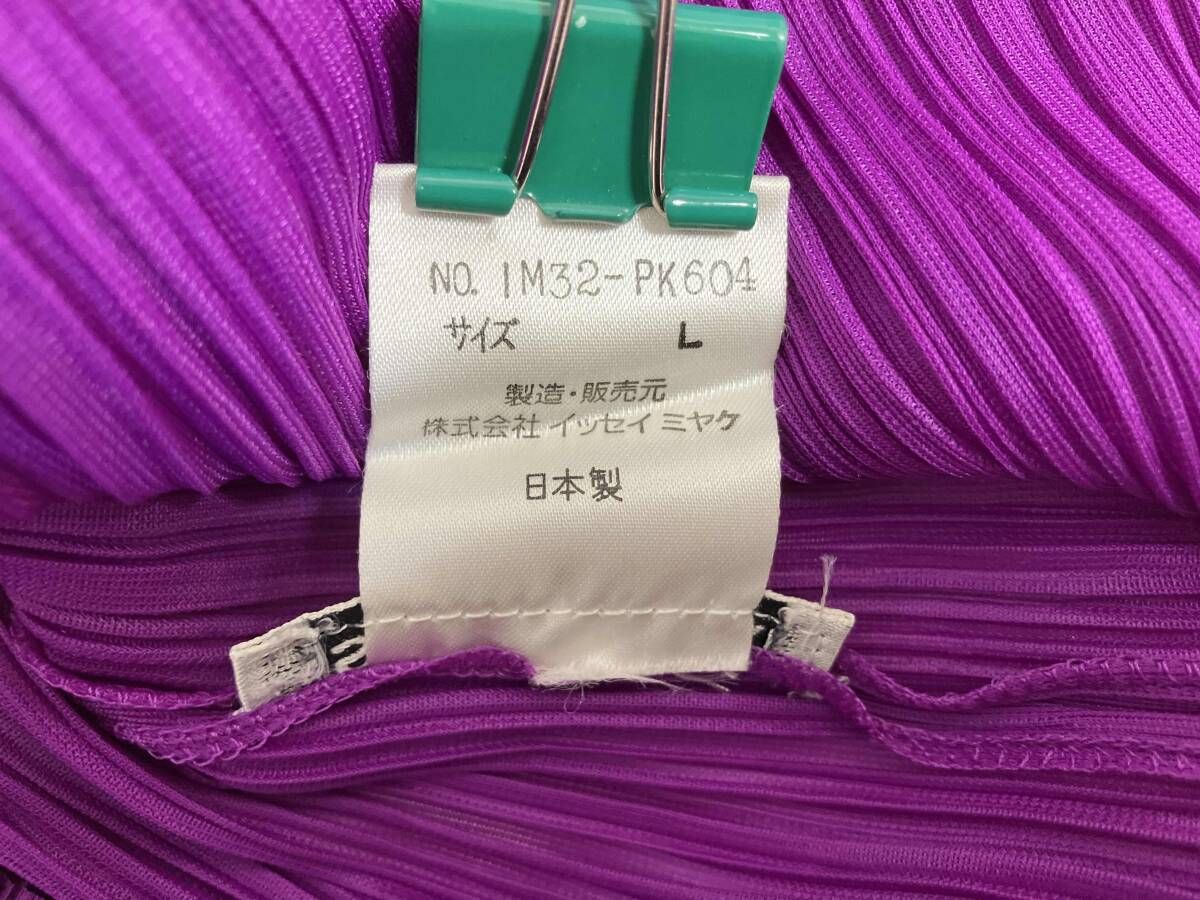 NO. IM32-PK604
サイズ L
製造・販売元
株式会社 イッセイ ミヤケ
日本製